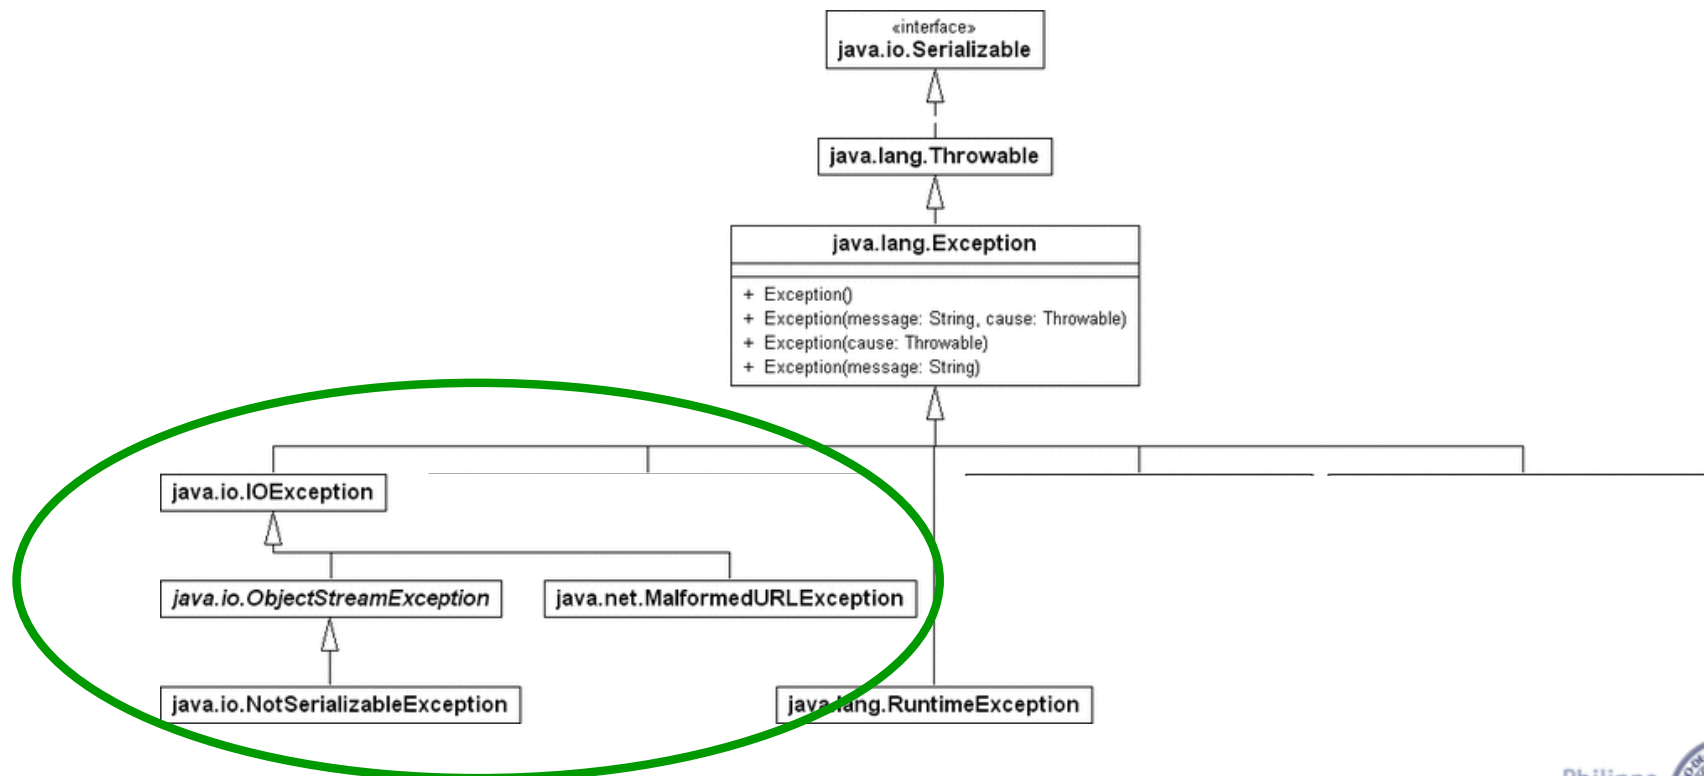 «interface»
java.io.Serializable
java.lang.Throwable
java.lang.Exception
+ Exception()
+ Exception(message: String, cause: Throwable)
+ Exception(cause: Throwable)
+ Exception(message: String)
java.io.IOException
java.io.ObjectStreamException
java.net.MalformedURLException
java.io.NotSerializableException
java.lang.RuntimeException